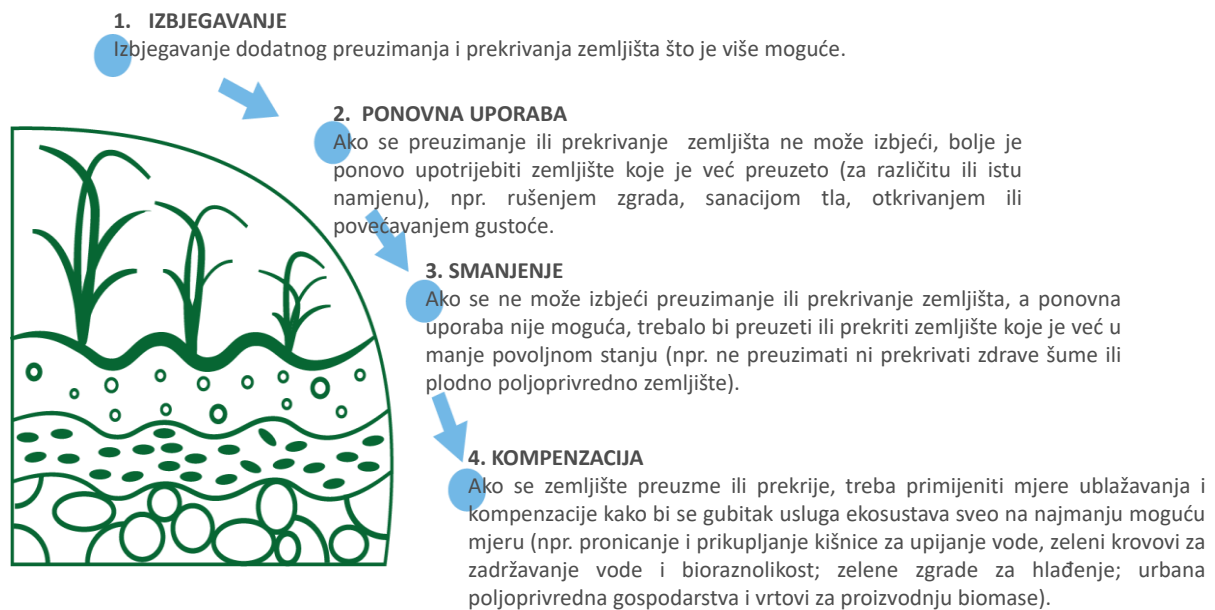 1. IZBJEGAVANJE
Izbjegavanje dodatnog preuzimanja i prekrivanja zemljišta što je više moguće.
2. PONOVNA UPORABA
Ako se preuzimanje ili prekrivanje zemljišta ne može izbjeći, bolje je
ponovo upotrijebiti zemljište koje je već preuzeto (za različitu ili istu
namjenu), npr. rušenjem zgrada, sanacijom tla, otkrivanjem ili
povećavanjem gustoće.
3. SMANJENJE
Ako se ne može izbjeći preuzimanje ili prekrivanje zemljišta, a ponovna
uporaba nije moguća, trebalo bi preuzeti ili prekriti zemljište koje je već u
manje povoljnom stanju (npr. ne preuzimati ni prekrivati zdrave šume ili
plodno poljoprivredno zemljište).
4. KOMPENZACIJA
Ako se zemljište preuzme ili prekrije, treba primijeniti mjere ublažavanja i
kompenzacije kako bi se gubitak usluga ekosustava sveo na najmanju moguću
mjeru (npr. pronicanje i prikupljanje kišnice za upijanje vode, zeleni krovovi za
zadržavanje vode i bioraznolikost; zelene zgrade za hlađenje; urbana
poljoprivredna gospodarstva i vrtovi za proizvodnju biomase).